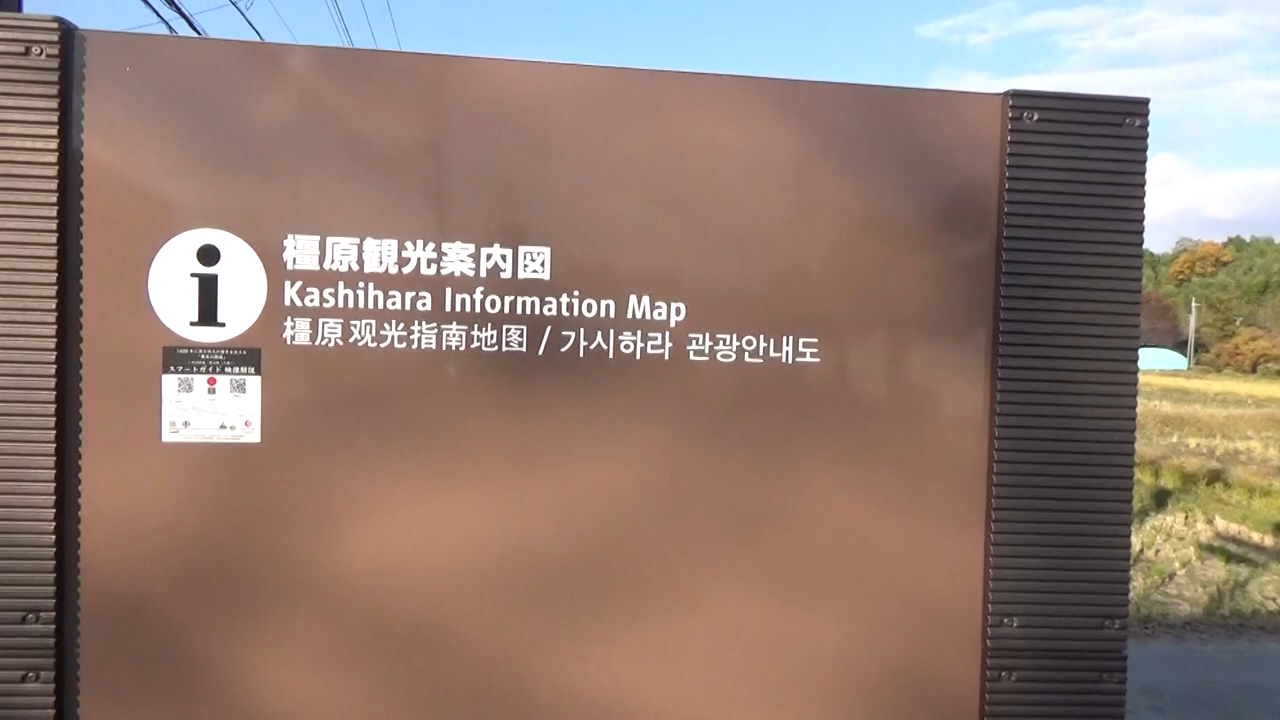 i
橿原観光案内図
Kashihara Information Map
橿原观光指南地图 / 가시하라 관광안내도
スマートガイド 映像解説